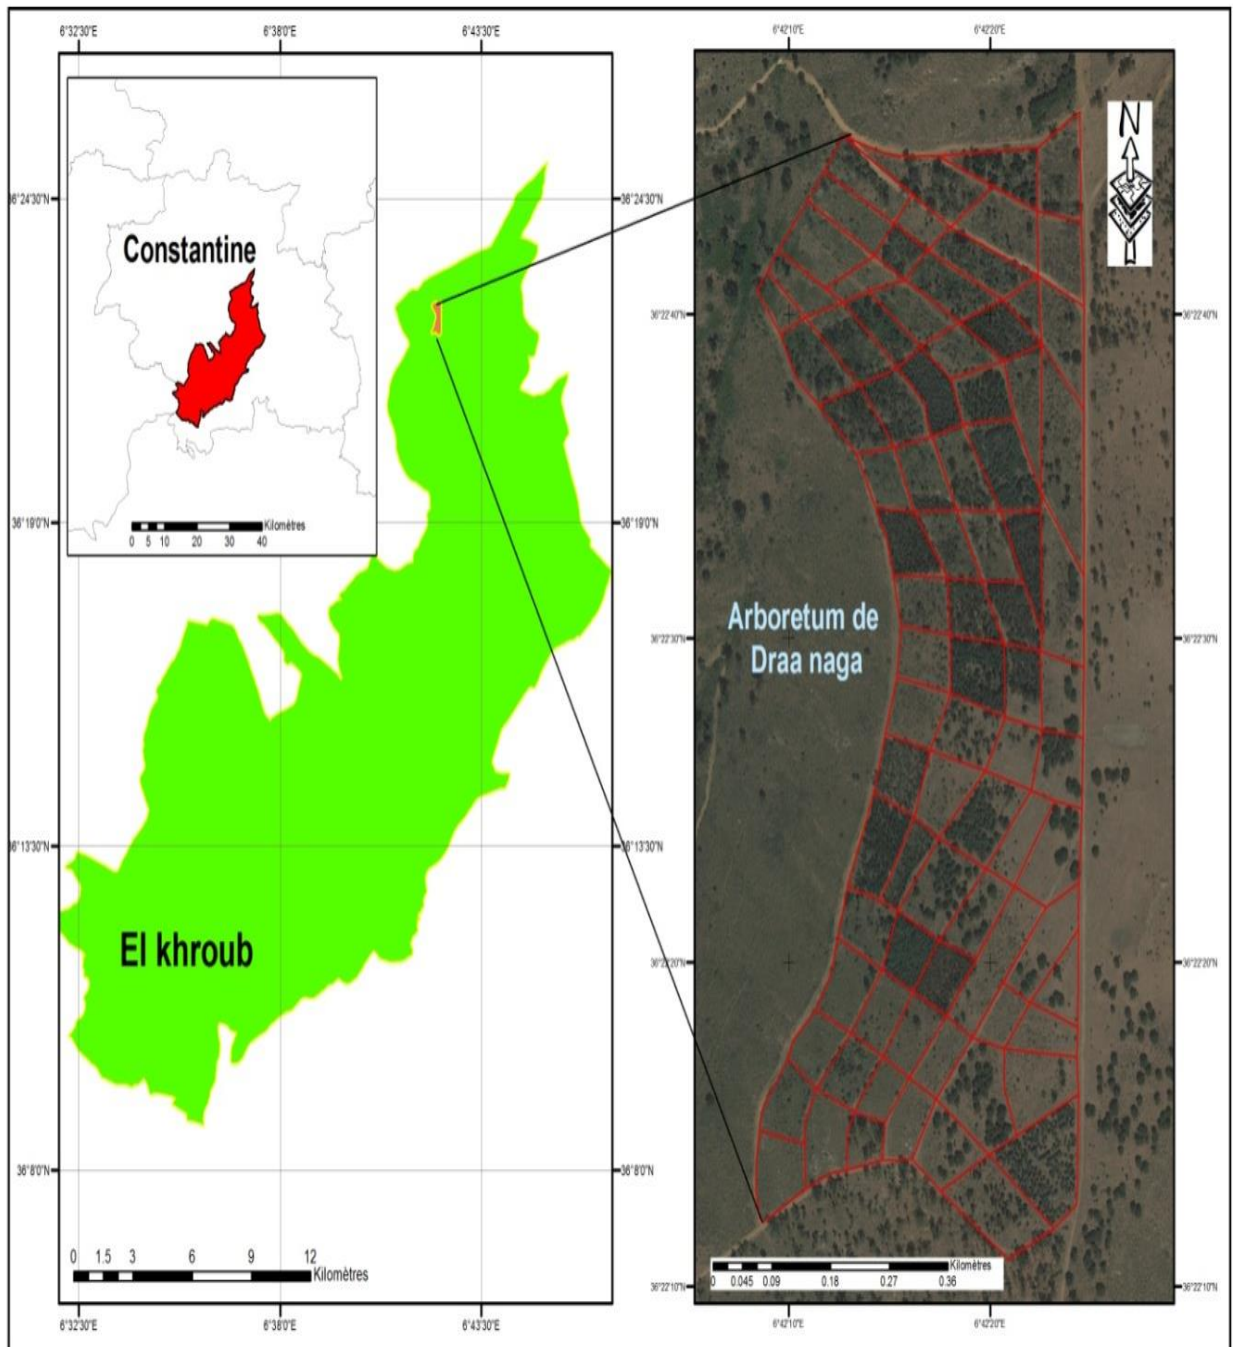 6°32'30"E 6°38'0"E 6°43'30"E
6°42'10"E 6°42'20"E
36°24'30"N
36°24'30"N
Constantine
N
36°22'40"N
36°22'40"N
36°19'0"N
36°19'0"N
Kilomètres
0 5 10 20 30 40
Arboretum de
Draa naga
36°22'30"N
36°22'30"N
36°13'30"N
36°13'30"N
El khroub
36°22'20"N
36°22'20"N
36°8'0"N
36°8'0"N
0 1.5 3 6 9 12
Kilomètres
Kilomètres
0 0.045 0.09 0.18 0.27 0.36
36°22'10"N
36°22'10"N
6°32'30"E 6°38'0"E 6°43'30"E
6°42'10"E 6°42'20"E